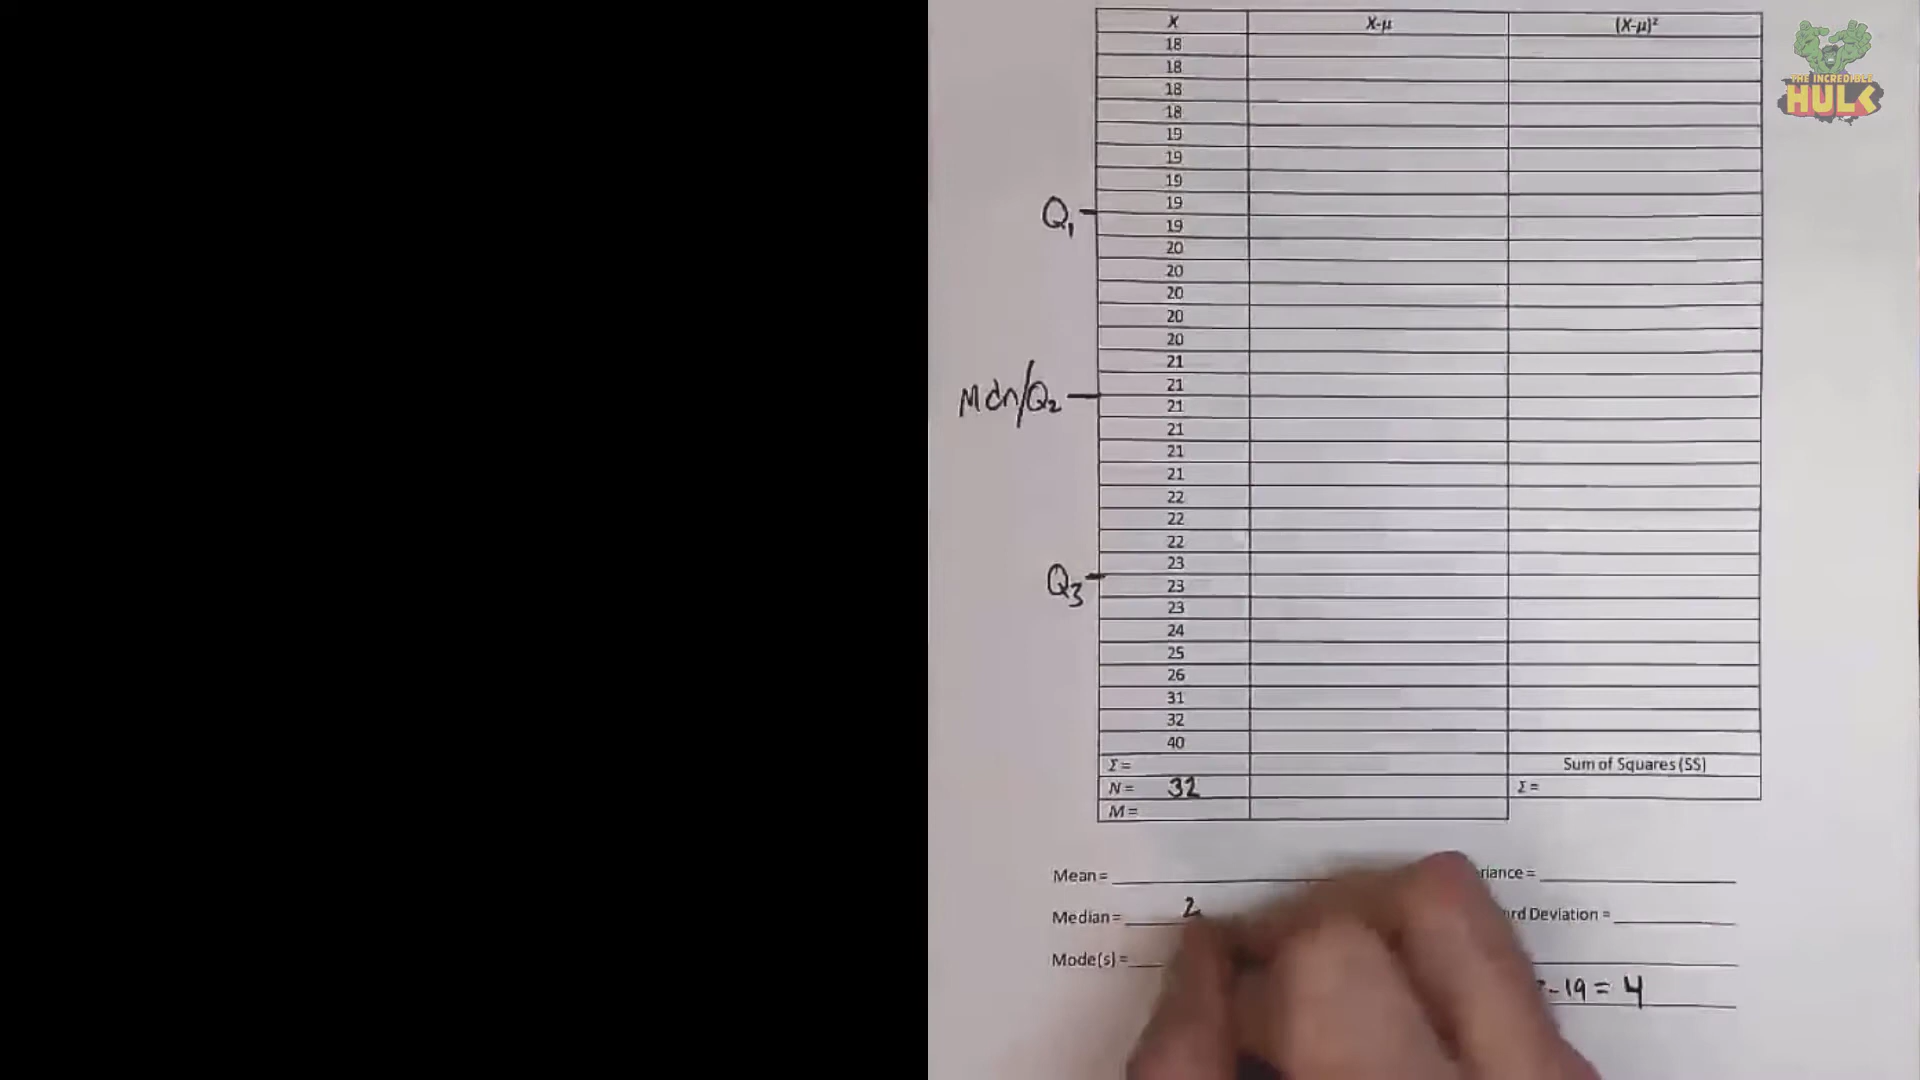 X X-μ (X-μ)²
18
18
18
18
19
19
19
19
19
20
20
20
20
20
21
21
21
21
21
21
22
22
22
23
23
23
24
25
26
31
32
40
Σ = Sum of Squares (SS)
N = 32 Σ =
M =
Q1
Mdn/Q2
Q3
Mean =
riance =
Median = 2
rd Deviation =
Mode(s) =
- 19 = 4
THE INCREDIBLE
HULK